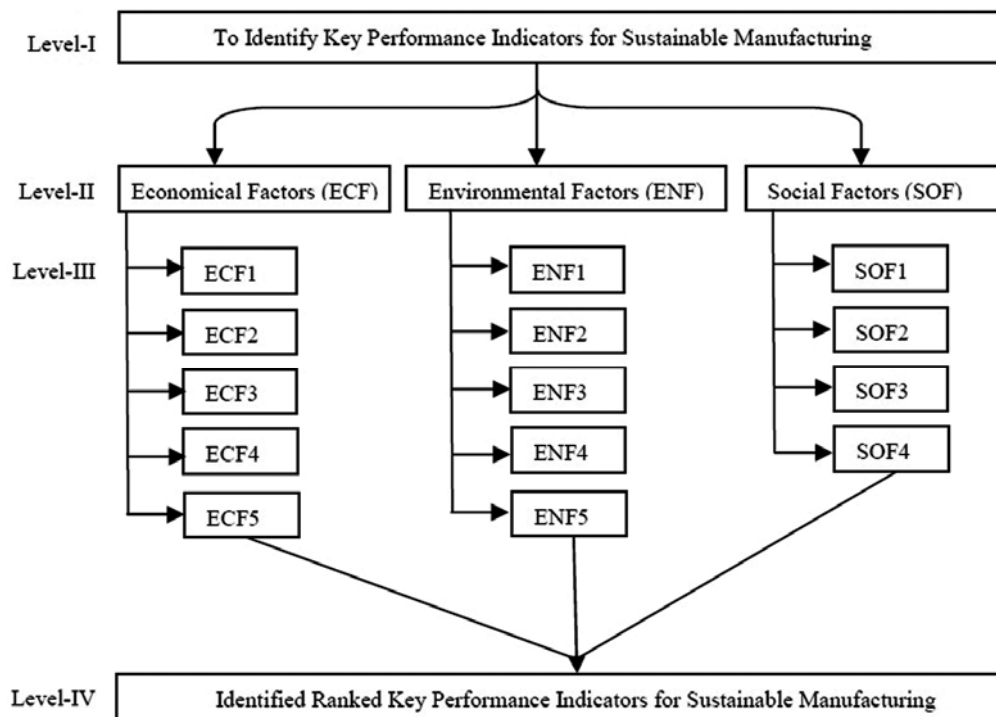 Level-I
To Identify Key Performance Indicators for Sustainable Manufacturing
Level-II
Economical Factors (ECF)
Environmental Factors (ENF)
Social Factors (SOF)
Level-III
ECF1
ENF1
SOF1
ECF2
ENF2
SOF2
ECF3
ENF3
SOF3
ECF4
ENF4
SOF4
ECF5
ENF5
Level-IV
Identified Ranked Key Performance Indicators for Sustainable Manufacturing